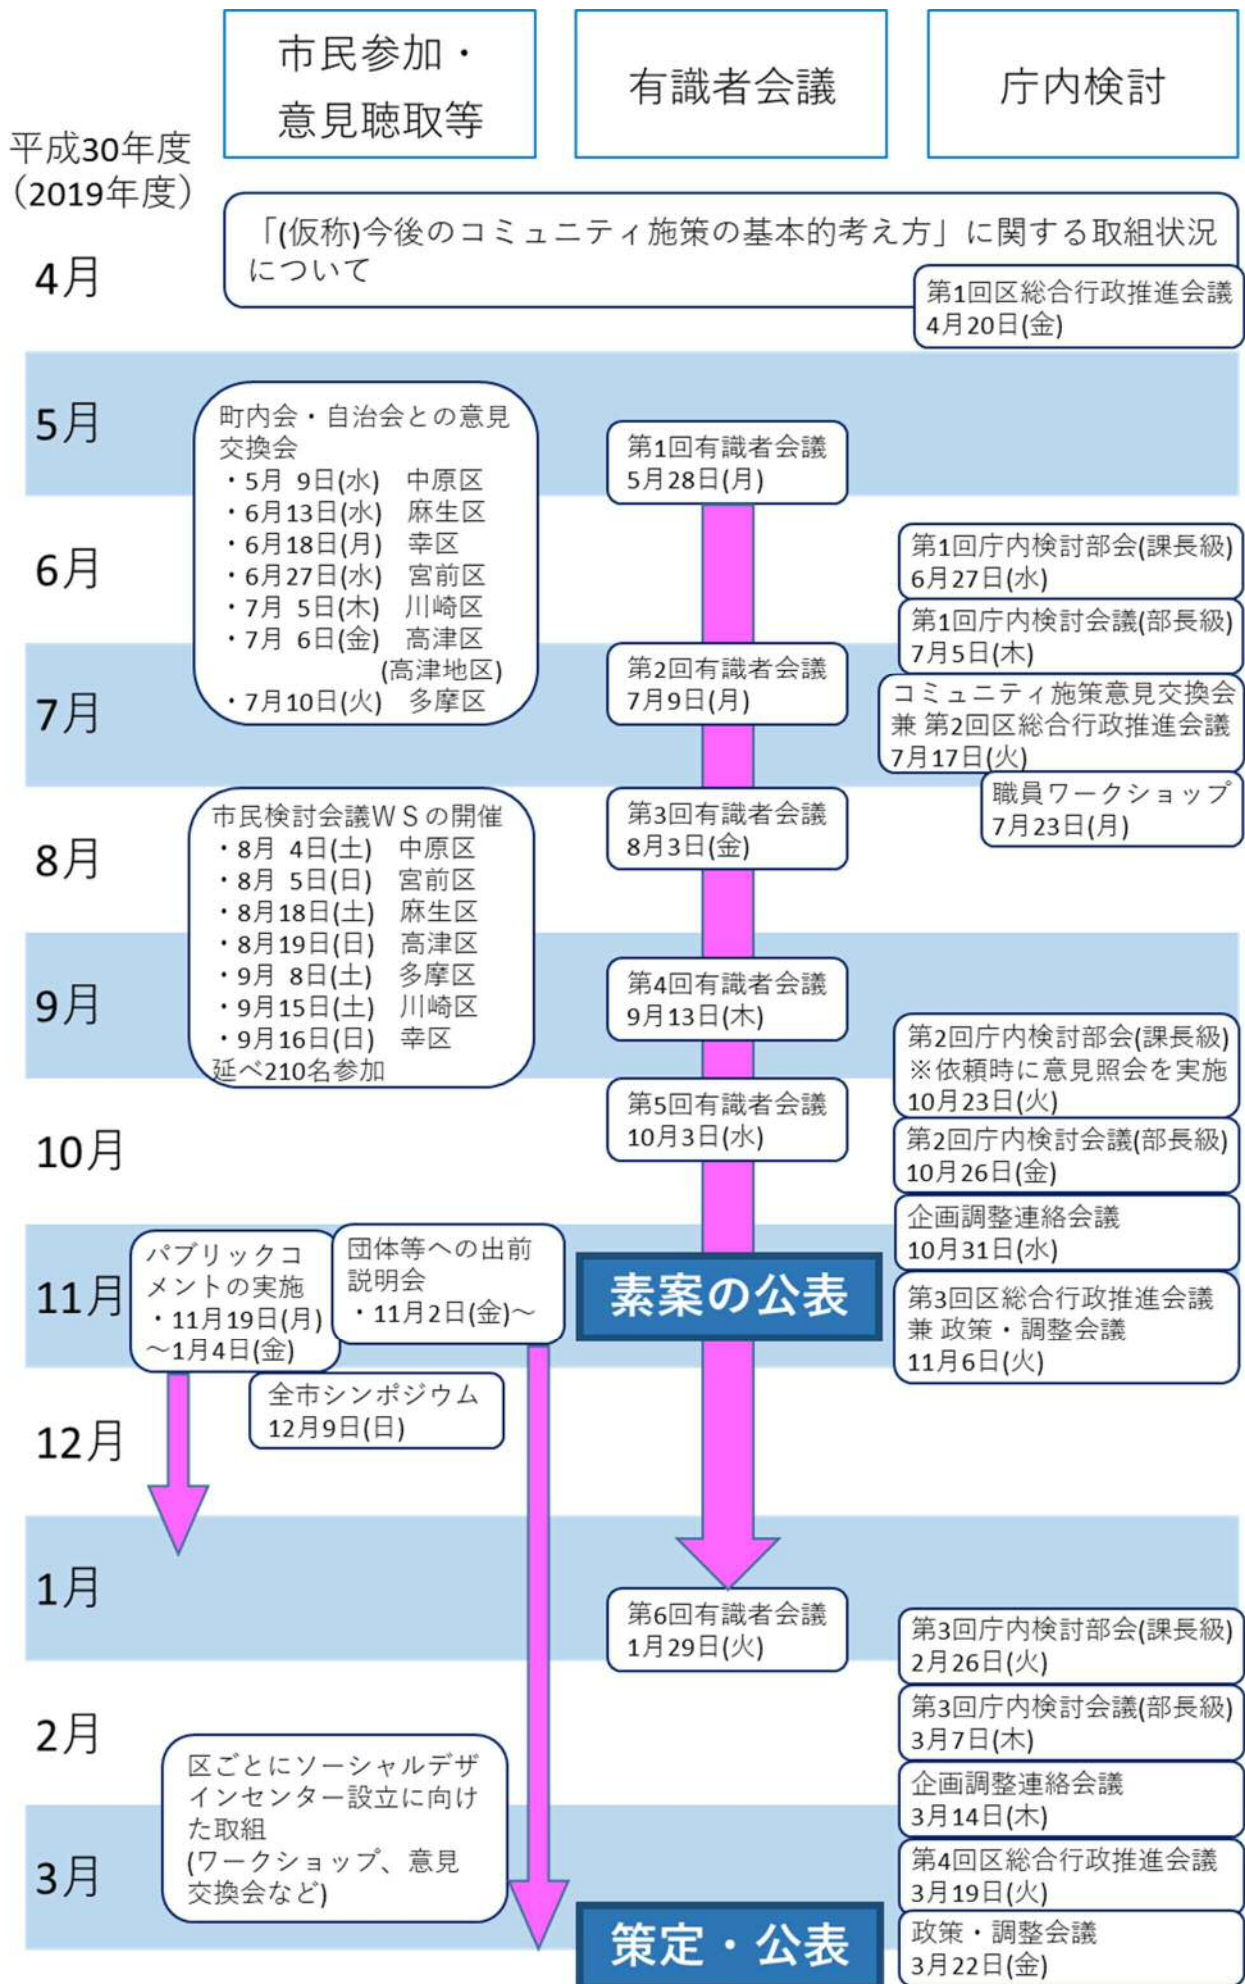 市民参加・
意見聴取等
有識者会議
庁内検討
平成30年度
（2019年度）
「(仮称)今後のコミュニティ施策の基本的考え方」に関する取組状況
について
4月
第1回区総合行政推進会議
4月20日(金)
5月
町内会・自治会との意見
交換会
・5月 9日(水)　中原区
・6月13日(水)　麻生区
・6月18日(月)　幸区
・6月27日(水)　宮前区
・7月 5日(木)　川崎区
・7月 6日(金)　高津区
(高津地区)
・7月10日(火)　多摩区
第1回有識者会議
5月28日(月)
6月
第1回庁内検討部会(課長級)
6月27日(水)
第1回庁内検討会議(部長級)
7月5日(木)
7月
第2回有識者会議
7月9日(月)
コミュニティ施策意見交換会
兼 第2回区総合行政推進会議
7月17日(火)
職員ワークショップ
7月23日(月)
8月
市民検討会議ＷＳの開催
・8月 4日(土)　中原区
・8月 5日(日)　宮前区
・8月18日(土)　麻生区
・8月19日(日)　高津区
・9月 8日(土)　多摩区
・9月15日(土)　川崎区
・9月16日(日)　幸区
延べ210名参加
第3回有識者会議
8月3日(金)
9月
第4回有識者会議
9月13日(木)
第2回庁内検討部会(課長級)
※依頼時に意見照会を実施
10月23日(火)
10月
第5回有識者会議
10月3日(水)
第2回庁内検討会議(部長級)
10月26日(金)
企画調整連絡会議
10月31日(水)
11月
パブリックコ
メントの実施
・11月19日(月)
～1月4日(金)
団体等への出前
説明会
・11月2日(金)～
素案の公表
第3回区総合行政推進会議
兼 政策・調整会議
11月6日(火)
12月
全市シンポジウム
12月9日(日)
1月
第6回有識者会議
1月29日(火)
第3回庁内検討部会(課長級)
2月26日(火)
2月
第3回庁内検討会議(部長級)
3月7日(木)
区ごとにソーシャルデザ
インセンター設立に向け
た取組
(ワークショップ、意見
交換会など)
企画調整連絡会議
3月14日(木)
3月
第4回区総合行政推進会議
3月19日(火)
策定・公表
政策・調整会議
3月22日(金)